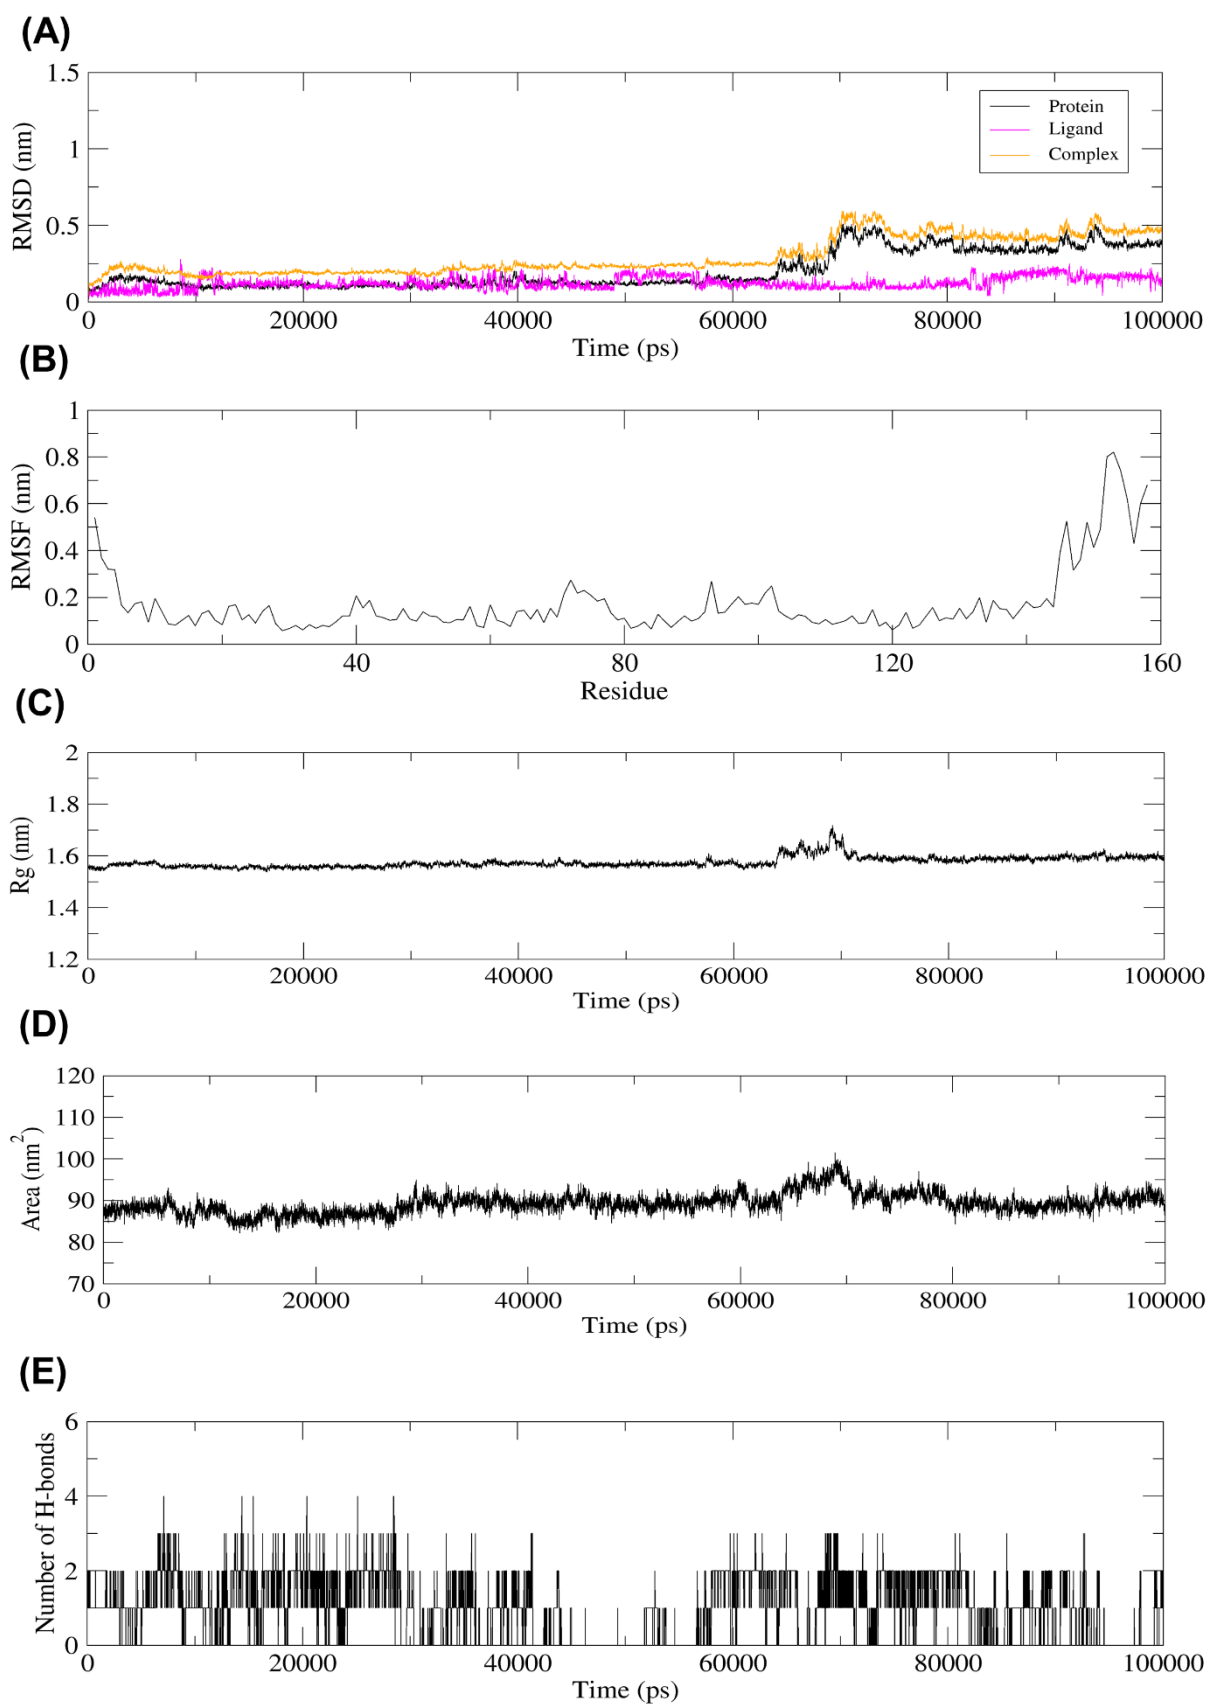 (A)
1.5
1
0.5
0
RMSD (nm)
Protein
Ligand
Complex
0 20000 40000 60000 80000 100000
Time (ps)
(B)
1
0.8
0.6
0.4
0.2
0
RMSF (nm)
0 40 80 120 160
Residue
(C)
2
1.8
1.6
1.4
1.2
Rg (nm)
0 20000 40000 60000 80000 100000
Time (ps)
(D)
120
110
100
90
80
70
Area (nm²)
0 20000 40000 60000 80000 100000
Time (ps)
(E)
6
4
2
0
Number of H-bonds
0 20000 40000 60000 80000 100000
Time (ps)